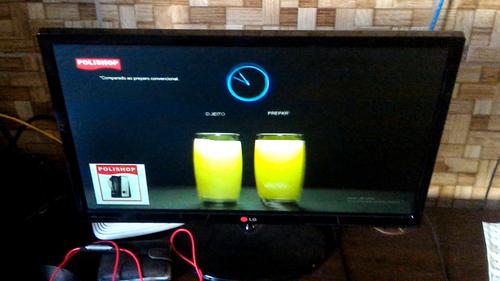 POLISHOP
*Comparado ao preparo convencional.
O JEITO
PREPAR
POLISHOP
LG